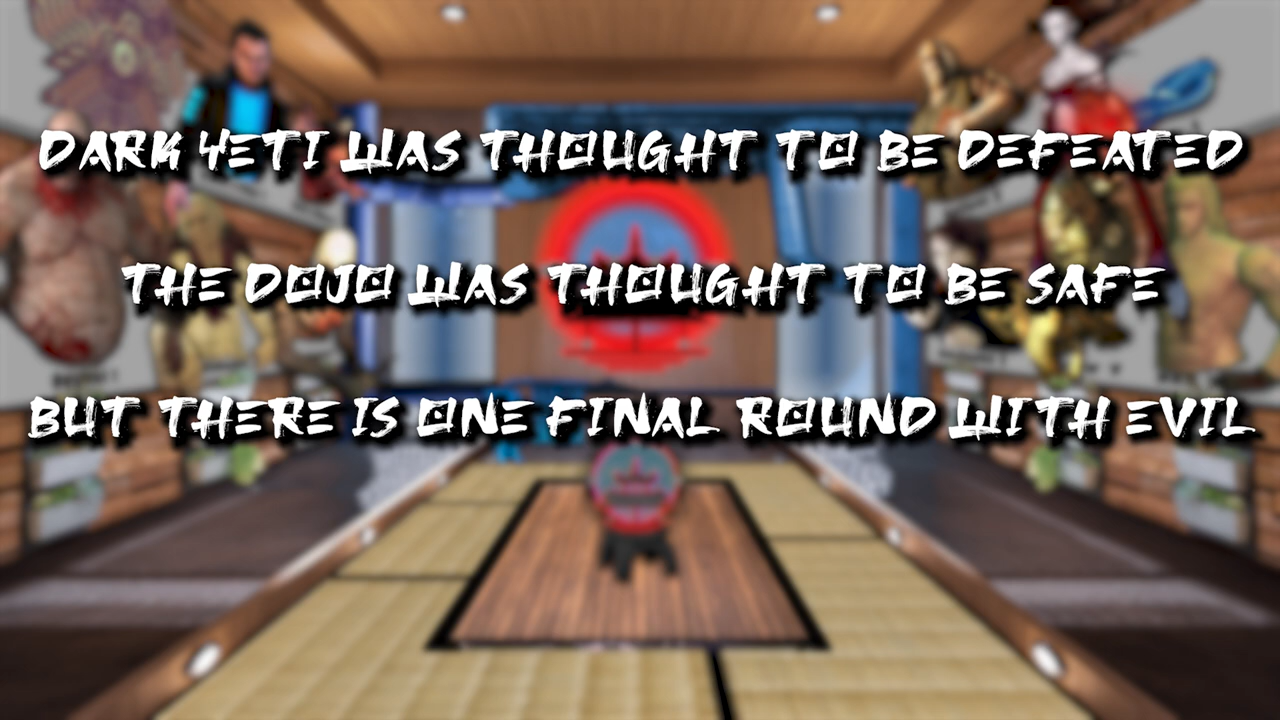 DARK YETI WAS THOUGHT TO BE DEFEATED
THE DOJO WAS THOUGHT TO BE SAFE
BUT THERE IS ONE FINAL ROUND WITH EVIL